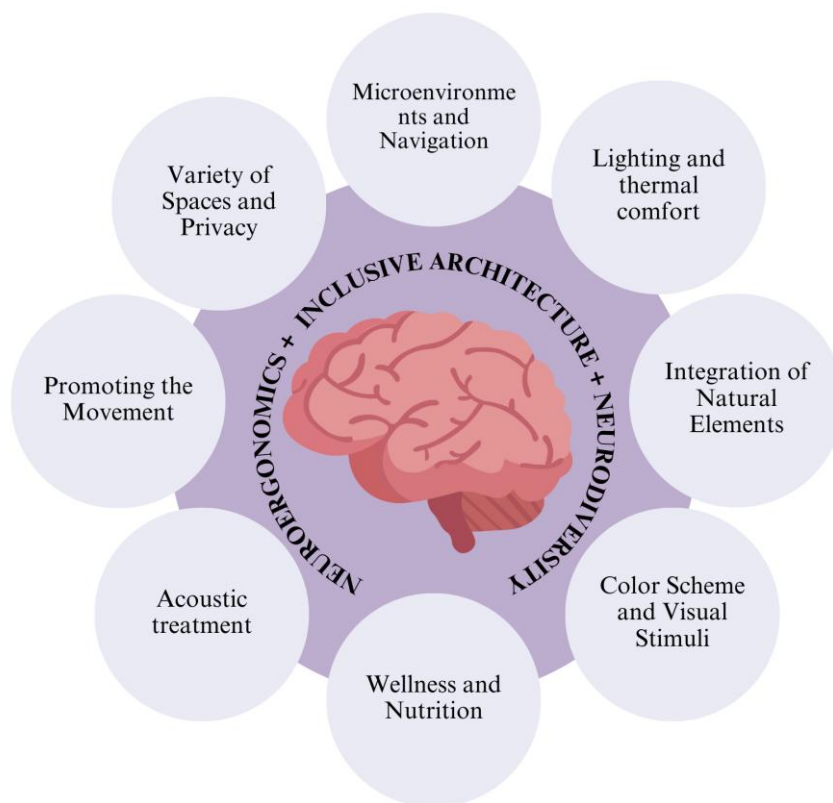 Microenvironme
nts and
Navigation
Lighting and
thermal
comfort
Integration of
Natural
Elements
Color Scheme
and Visual
Stimuli
Wellness and
Nutrition
Acoustic
treatment
Promoting the
Movement
Variety of
Spaces and
Privacy
NEUROERGONOMICS + INCLUSIVE ARCHITECTURE + NEURODIVERSITY